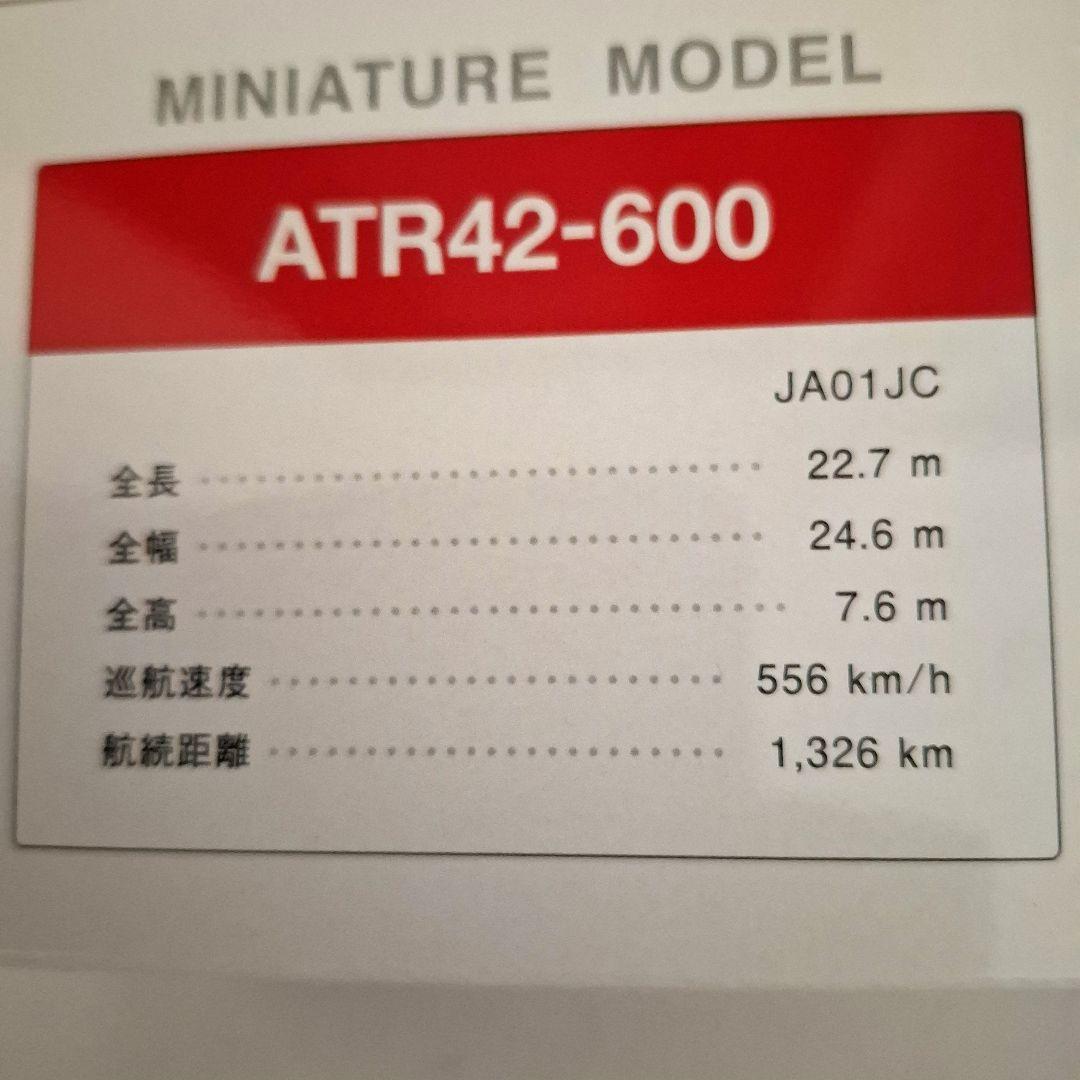 MINIATURE MODEL
ATR42-600
JA01JC
全長 22.7 m
全幅 24.6 m
全高 7.6 m
巡航速度 556 km/h
航続距離 1,326 km